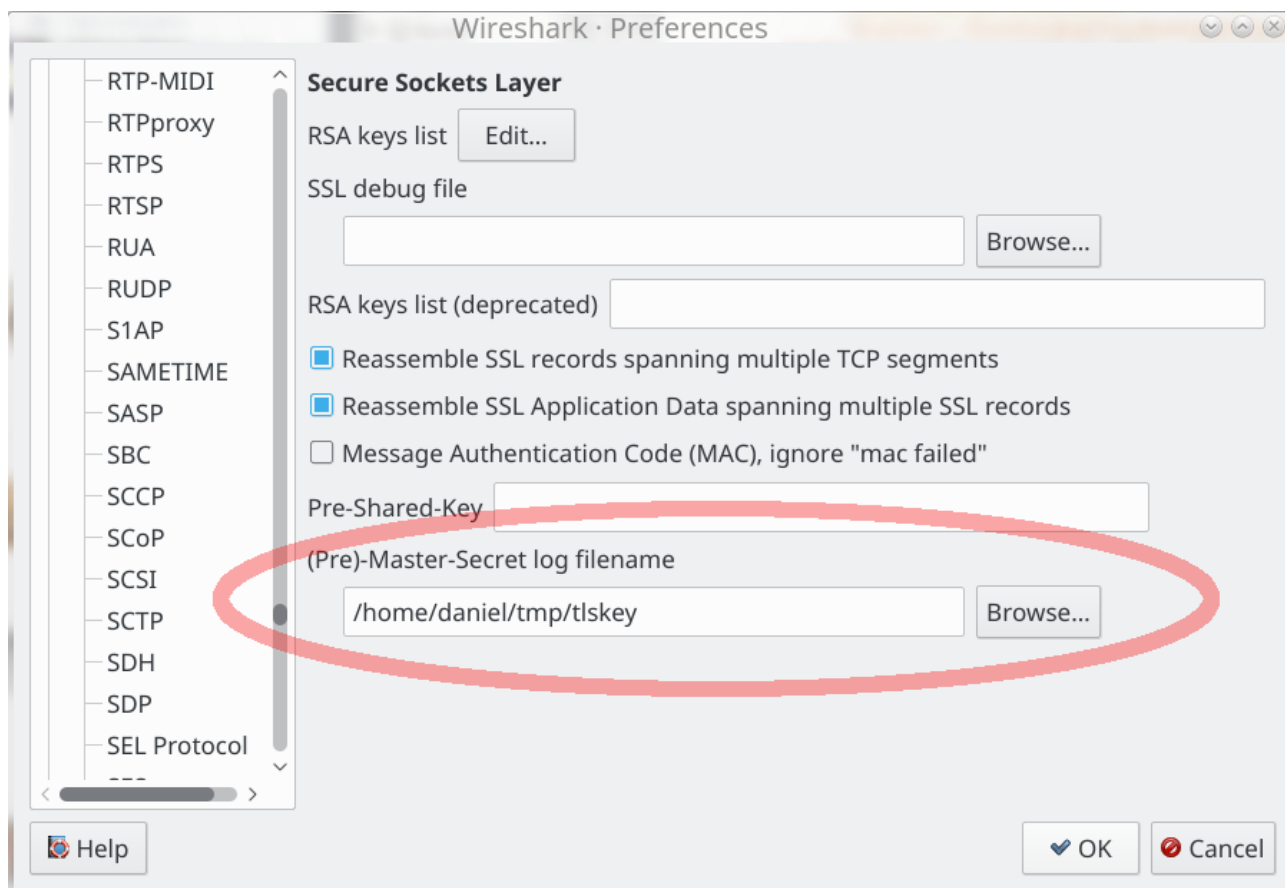 Wireshark · Preferences
RTP-MIDI
RTPproxy
RTPS
RTSP
RUA
RUDP
S1AP
SAMETIME
SASP
SBC
SCCP
SCoP
SCSI
SCTP
SDH
SDP
SEL Protocol
Secure Sockets Layer
RSA keys list Edit...
SSL debug file
Browse...
RSA keys list (deprecated)
Reassemble SSL records spanning multiple TCP segments
Reassemble SSL Application Data spanning multiple SSL records
Message Authentication Code (MAC), ignore "mac failed"
Pre-Shared-Key
(Pre)-Master-Secret log filename
/home/daniel/tmp/tlskey Browse...
Help OK Cancel